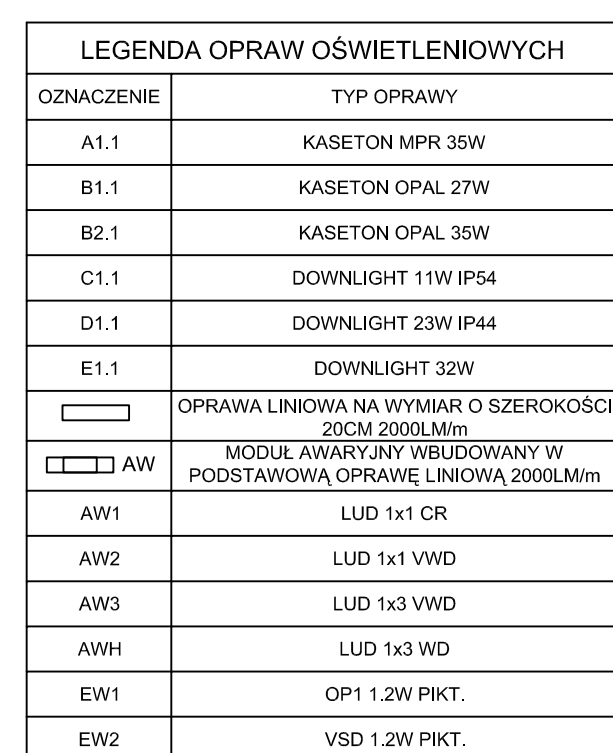 LEGENDA OPRAW OŚWIETLENIOWYCH
OZNACZENIE TYP OPRAWY
A1.1 KASETON MPR 35W
B1.1 KASETON OPAL 27W
B2.1 KASETON OPAL 35W
C1.1 DOWNLIGHT 11W IP54
D1.1 DOWNLIGHT 23W IP44
E1.1 DOWNLIGHT 32W
OPRAWA LINIOWA NA WYMIAR O SZEROKOŚCI
20CM 2000LM/m
AW MODUŁ AWARYJNY WBUDOWANY W
PODSTAWOWĄ OPRAWĘ LINIOWĄ 2000LM/m
AW1 LUD 1x1 CR
AW2 LUD 1x1 VWD
AW3 LUD 1x3 VWD
AWH LUD 1x3 WD
EW1 OP1 1.2W PIKT.
EW2 VSD 1.2W PIKT.